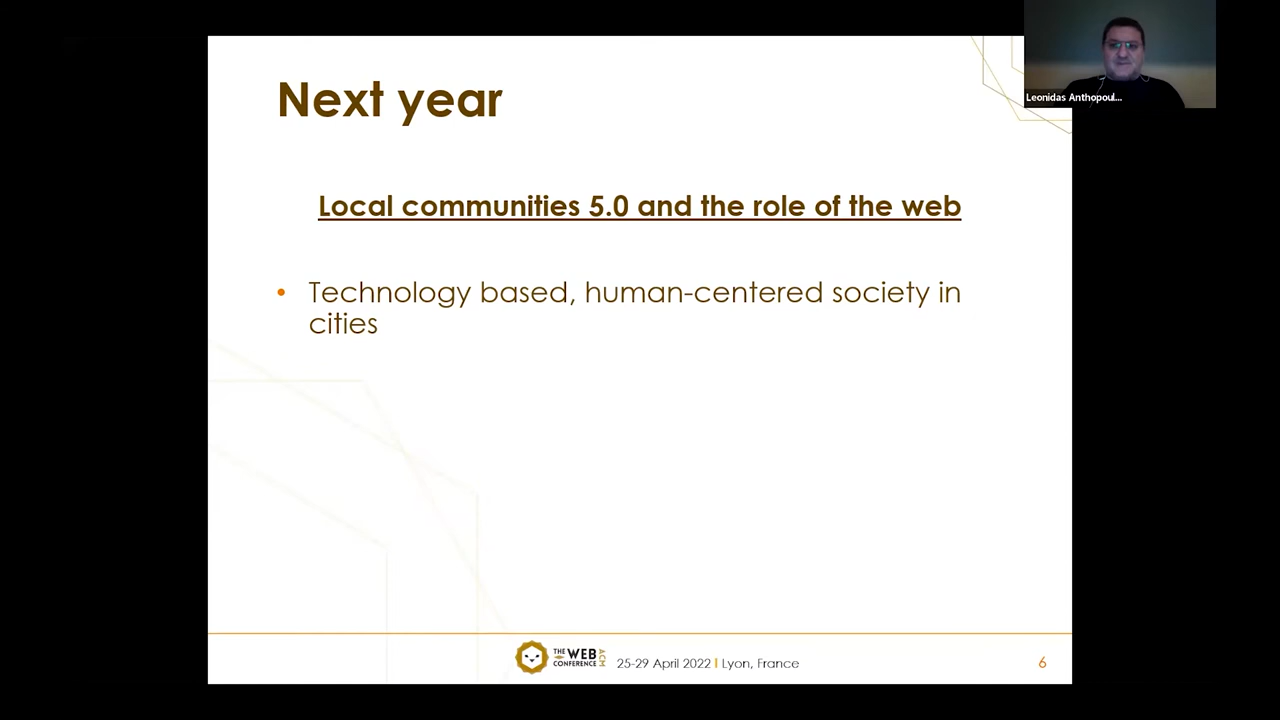 Next year
Leonidas Anthopoul...
Local communities 5.0 and the role of the web
• Technology based, human-centered society in
cities
THE WEB CONFERENCE ACM
25-29 April 2022 | Lyon, France
6